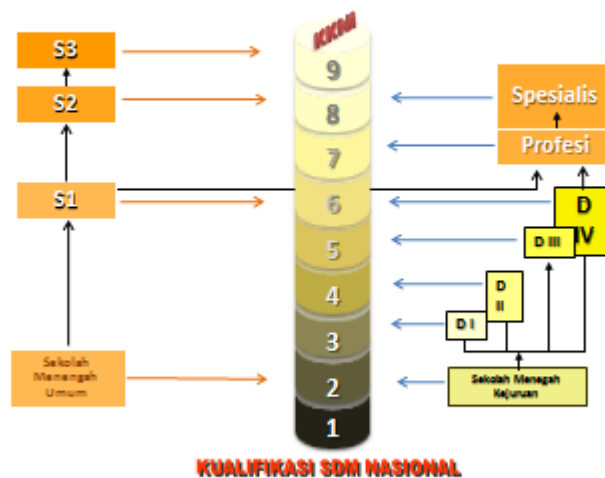 KKNI
S3
9
S2
8
Spesialis
7
Profesi
S1
6
D
IV
5
D III
4
D
II
3
D I
Sekolah
Menengah
Umum
2
Sekolah Menegah
Kejuruan
1
KUALIFIKASI SDM NASIONAL